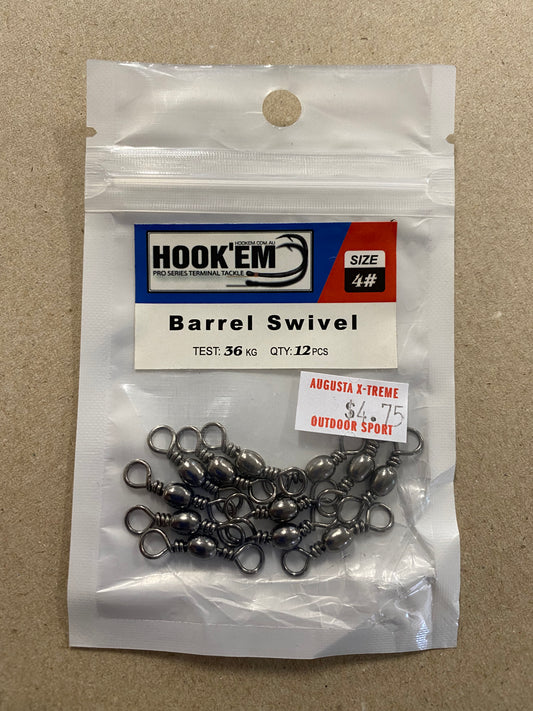 HOOKEM.COM.AU
HOOK'EM
PRO SERIES TERMINAL TACKLE
SIZE
4#
Barrel Swivel
TEST: 36 KG QTY: 12 PCS
AUGUSTA X-TREME
$4.75
OUTDOOR SPORT